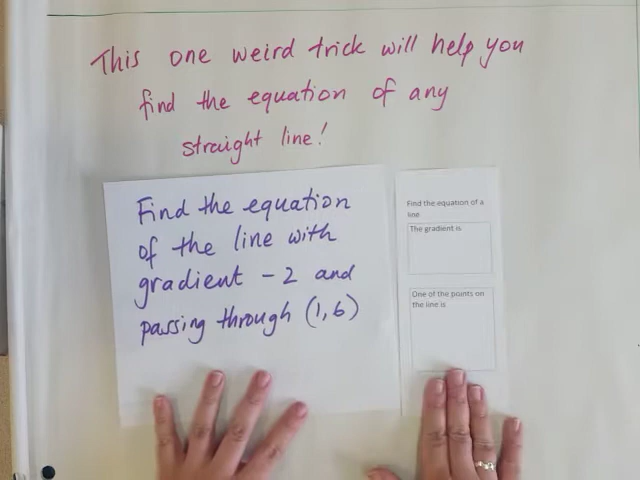 This one weird trick will help you
find the equation of any
straight line!
Find the equation
of the line with
gradient -2 and
passing through (1,6)
Find the equation of a
line
The gradient is
One of the points on
the line is